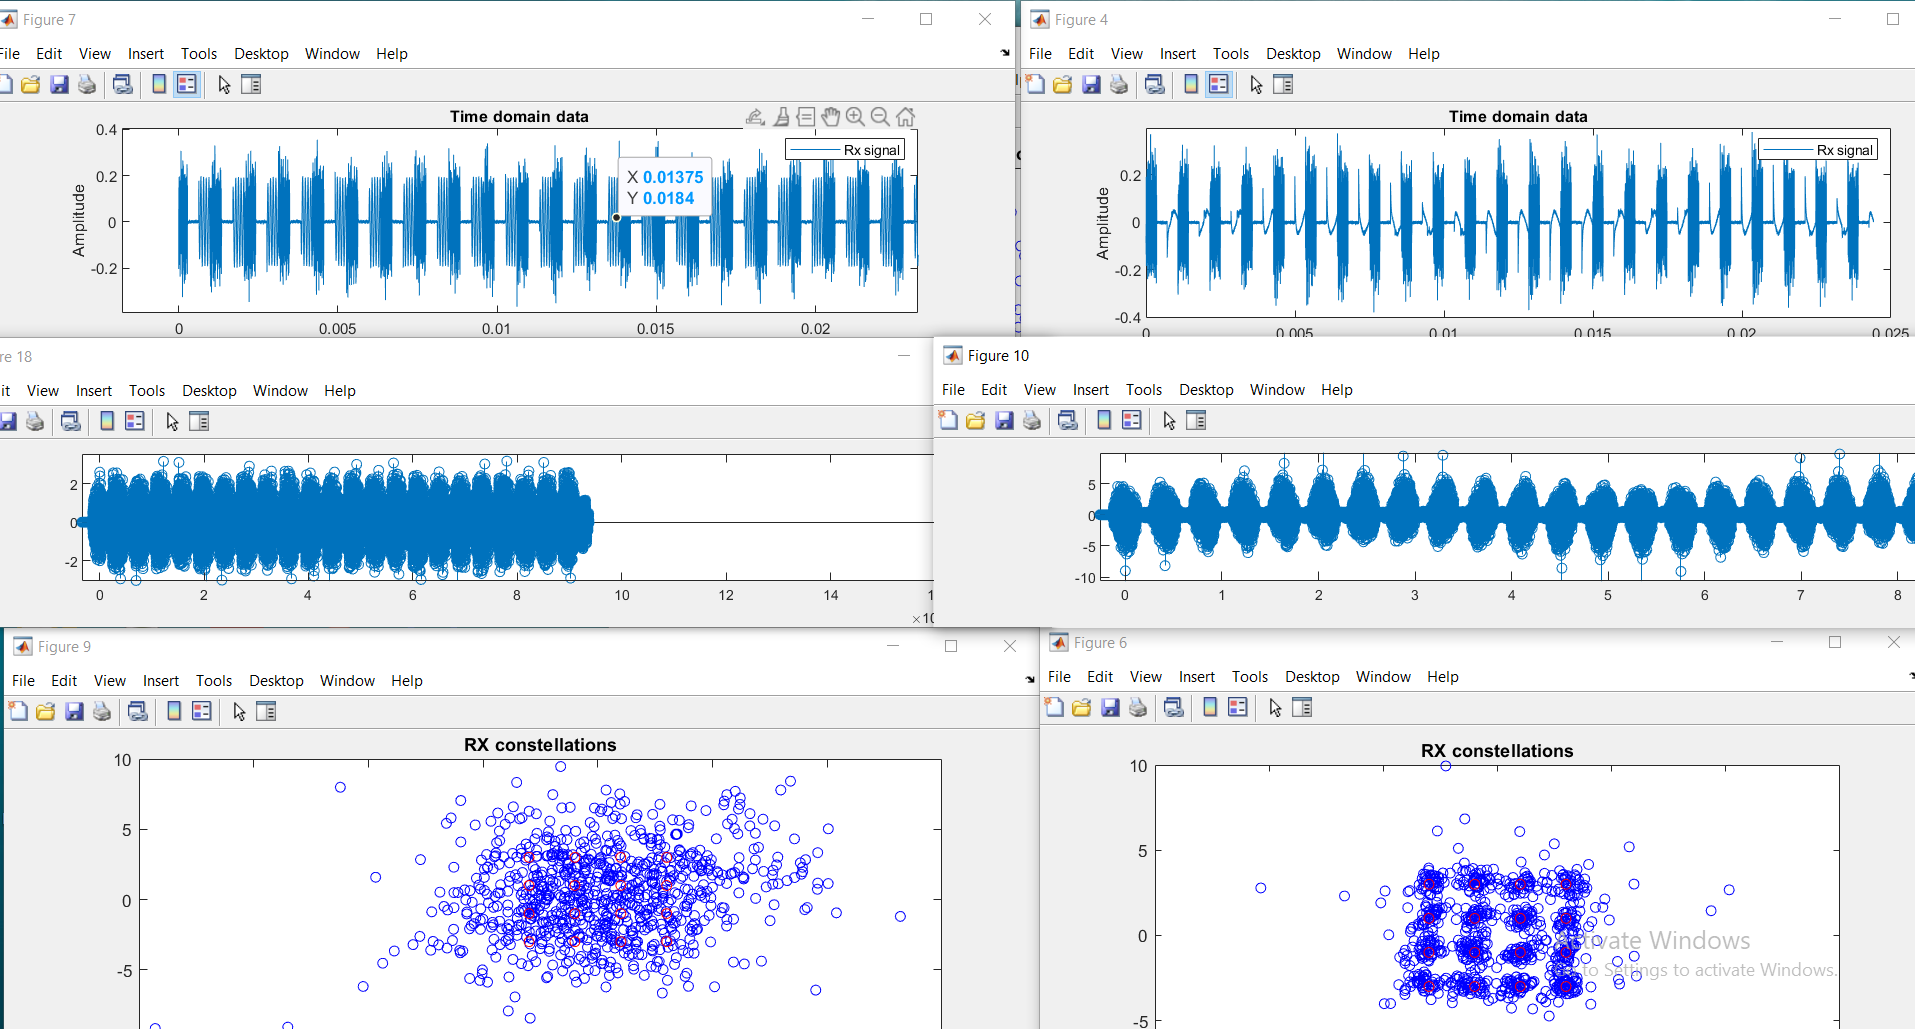 Figure 7
File Edit View Insert Tools Desktop Window Help
Time domain data
Rx signal
X 0.01375
Y 0.0184
Amplitude
0.4
0.2
0
-0.2
0 0.005 0.01 0.015 0.02
Figure 4
File Edit View Insert Tools Desktop Window Help
Time domain data
Rx signal
Amplitude
0.2
0
-0.2
-0.4
0 0.005 0.01 0.015 0.02 0.025
re 18
it View Insert Tools Desktop Window Help
2
0
-2
0 2 4 6 8 10 12 14 1
×10
Figure 10
File Edit View Insert Tools Desktop Window Help
5
0
-5
-10
0 1 2 3 4 5 6 7 8
Figure 9
File Edit View Insert Tools Desktop Window Help
RX constellations
10
5
0
-5
Figure 6
File Edit View Insert Tools Desktop Window Help
RX constellations
10
5
0
-5
Activate Windows
to Settings to activate Windows.